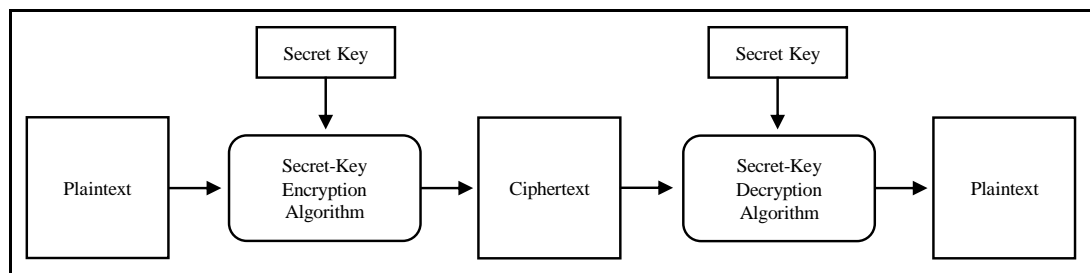 Secret Key
Secret Key
Plaintext
Secret-Key
Encryption
Algorithm
Ciphertext
Secret-Key
Decryption
Algorithm
Plaintext